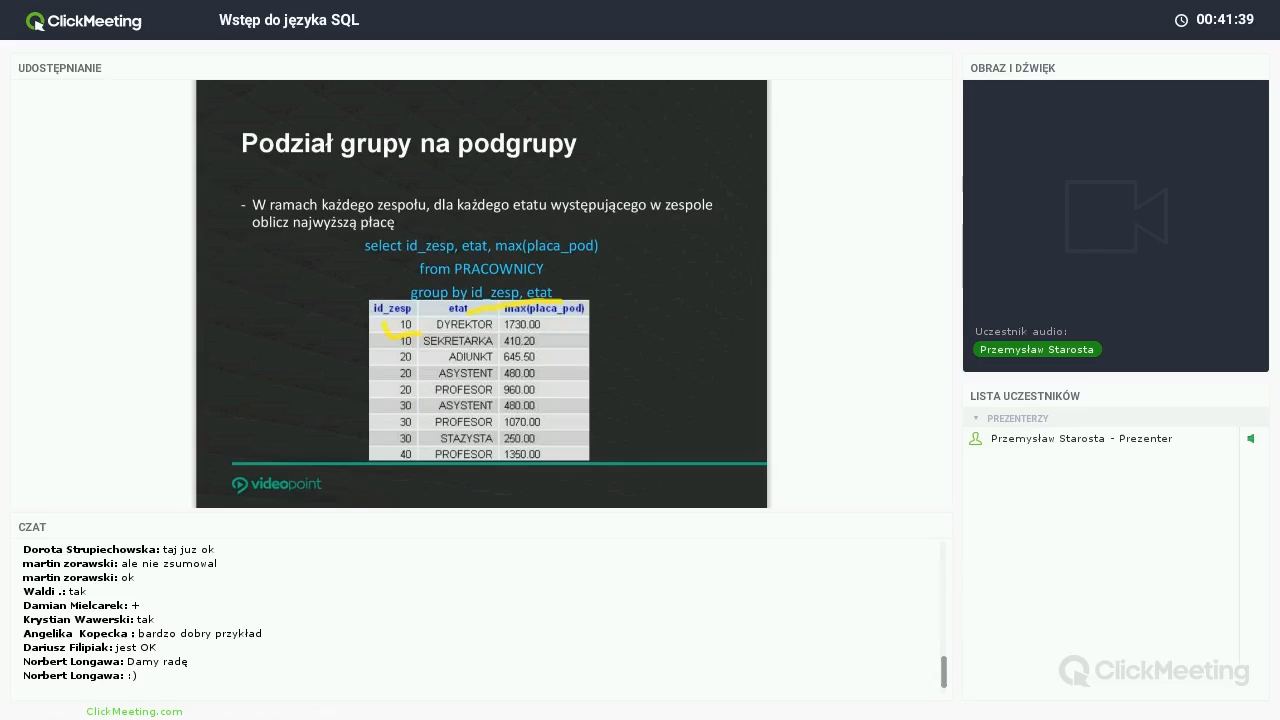 ClickMeeting
Wstęp do języka SQL
00:41:39
UDOSTĘPNIANIE
Podział grupy na podgrupy
- W ramach każdego zespołu, dla każdego etatu występującego w zespole
oblicz najwyższą płacę
select id_zesp, etat, max(placa_pod)
from PRACOWNICY
group by id_zesp, etat
id_zesp etat max(placa_pod)
10 DYREKTOR 1730.00
10 SEKRETARKA 410.20
20 ADIUNKT 645.50
20 ASYSTENT 480.00
20 PROFESOR 960.00
30 ASYSTENT 480.00
30 PROFESOR 1070.00
30 STAZYSTA 250.00
40 PROFESOR 1350.00
videopoint
OBRAZ I DŹWIĘK
Uczestnik audio:
Przemysław Starosta
LISTA UCZESTNIKÓW
PREZENTERZY
Przemysław Starosta - Prezenter
CZAT
Dorota Strupiechowska: taj juz ok
martin zorawski: ale nie zsumowal
martin zorawski: ok
Waldi .: tak
Damian Mielcarek: +
Krystian Wawerski: tak
Angelika Kopecka : bardzo dobry przykład
Dariusz Filipiak: jest OK
Norbert Longawa: Damy radę
Norbert Longawa: :)
ClickMeeting
ClickMeeting.com